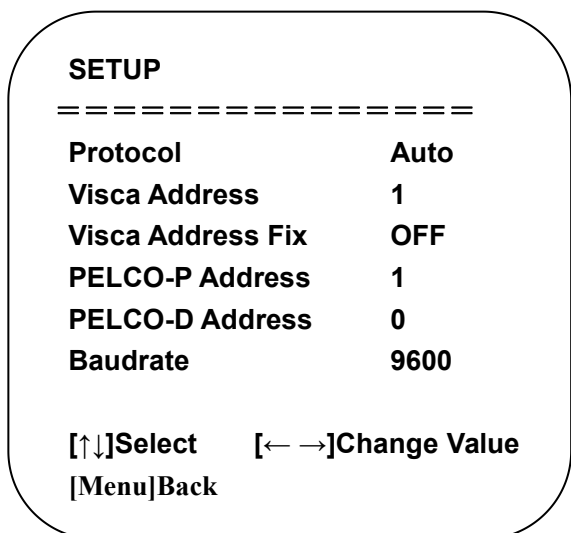 SETUP
================
Protocol Auto
Visca Address 1
Visca Address Fix OFF
PELCO-P Address 1
PELCO-D Address 0
Baudrate 9600
[↑↓]Select [← →]Change Value
[Menu]Back